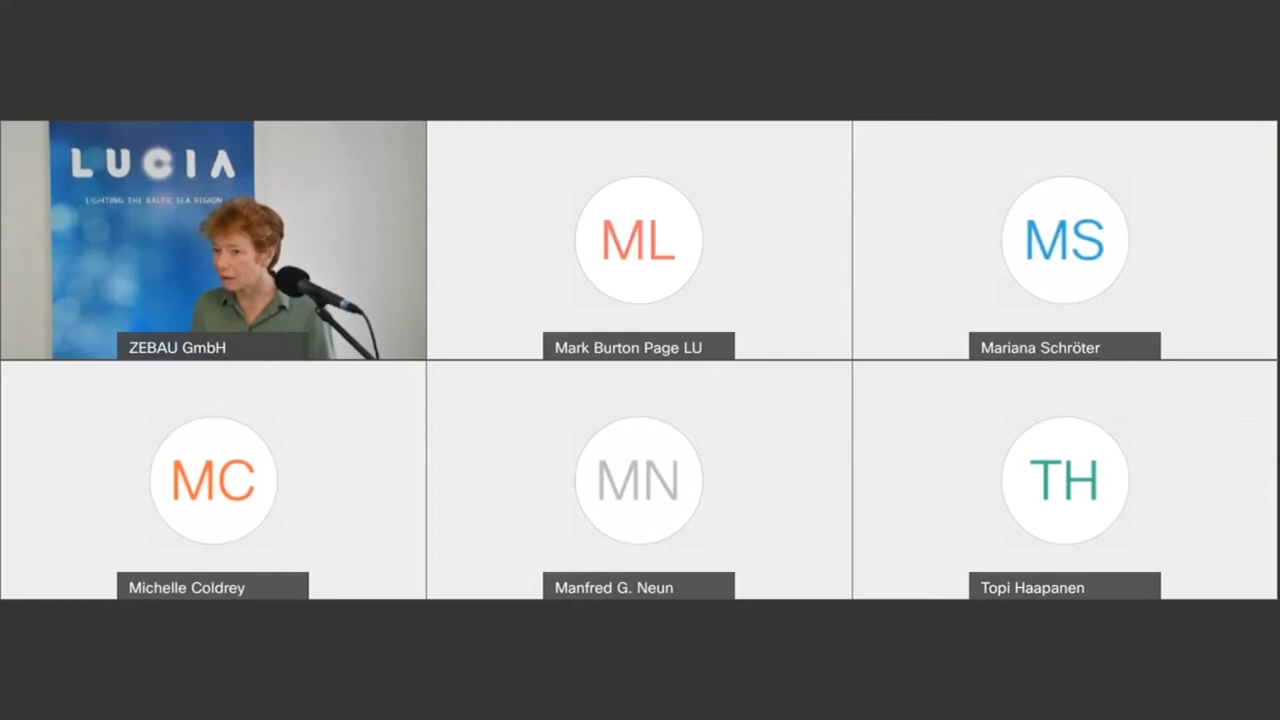 LUCIA
LIGHTING THE BALTIC SEA REGION
ZEBAU GmbH
ML
Mark Burton Page LU
MS
Mariana Schröter
MC
Michelle Coldrey
MN
Manfred G. Neun
TH
Topi Haapanen